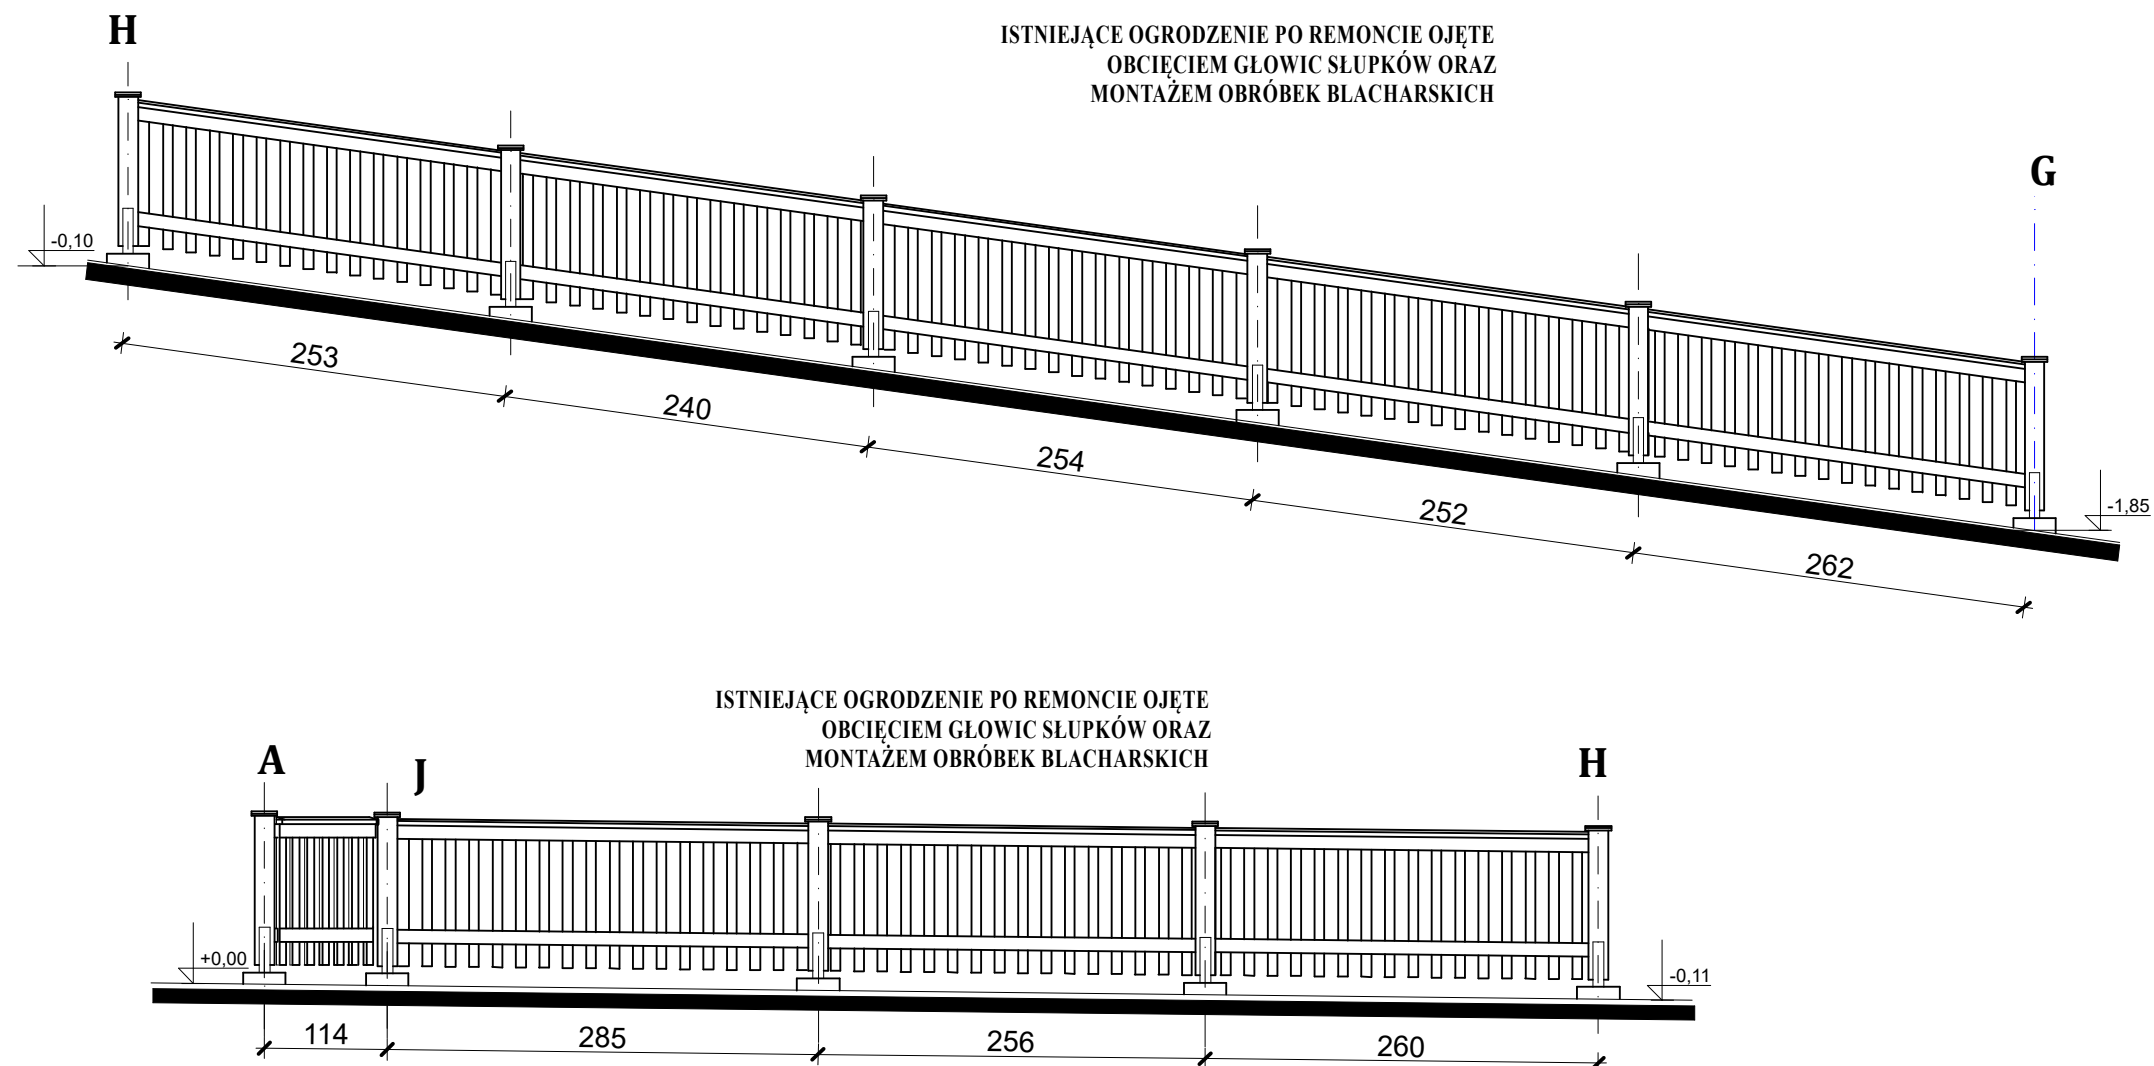 H
ISTNIEJĄCE OGRODZENIE PO REMONCIE OJĘTE
OBCIĘCIEM GŁOWIC SŁUPKÓW ORAZ
MONTAŻEM OBRÓBEK BLACHARSKICH
G
-0,10
253
240
254
252
262
-1,85
ISTNIEJĄCE OGRODZENIE PO REMONCIE OJĘTE
OBCIĘCIEM GŁOWIC SŁUPKÓW ORAZ
MONTAŻEM OBRÓBEK BLACHARSKICH
A
J
H
+0,00
-0,11
114
285
256
260